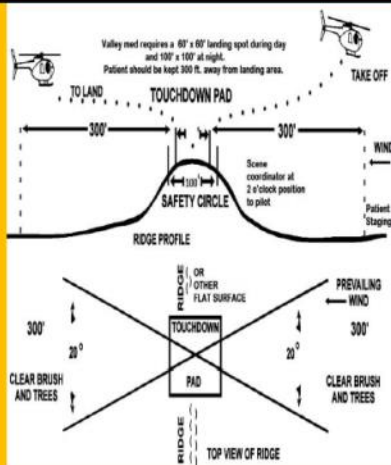 Valley med requires a 60' x 60' landing spot during day
and 100' x 100' at night.
Patient should be kept 300 ft. away from landing area.
TO LAND
TOUCHDOWN PAD
TAKE OFF
300'
300'
WIND
100'
SAFETY CIRCLE
Scene
coordinator at
2 o'clock position
to pilot
Patient
Staging
RIDGE PROFILE
RIDGE
OR
OTHER
FLAT SURFACE
PREVAILING
WIND
300'
20°
TOUCHDOWN
PAD
20°
300'
CLEAR BRUSH
AND TREES
CLEAR BRUSH
AND TREES
RIDGE
TOP VIEW OF RIDGE